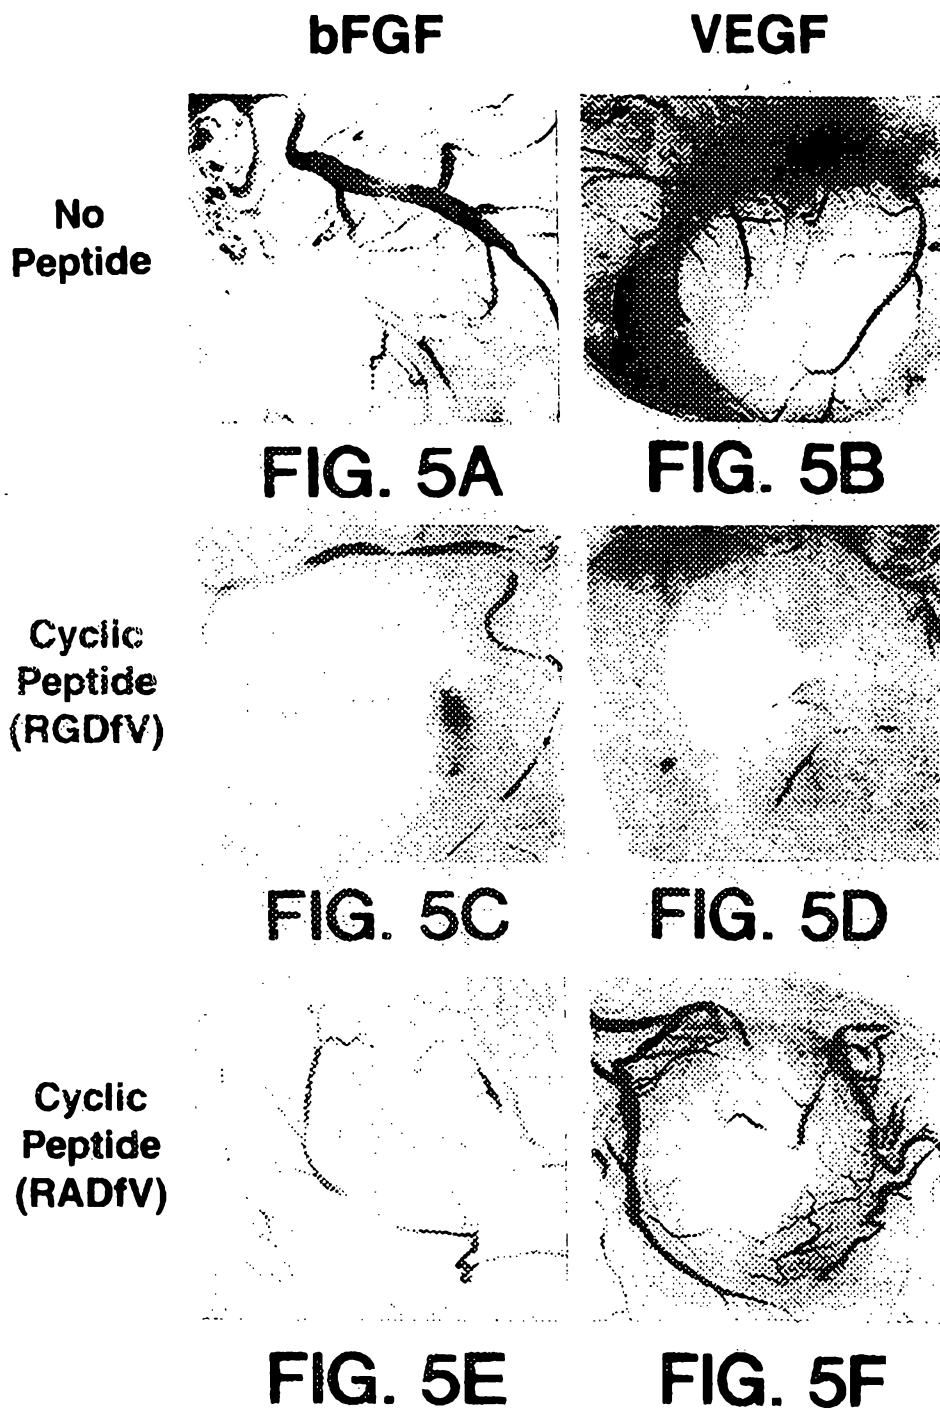 bFGF VEGF
No
Peptide
FIG. 5A FIG. 5B
Cyclic
Peptide
(RGDfV)
FIG. 5C FIG. 5D
Cyclic
Peptide
(RADfV)
FIG. 5E FIG. 5F